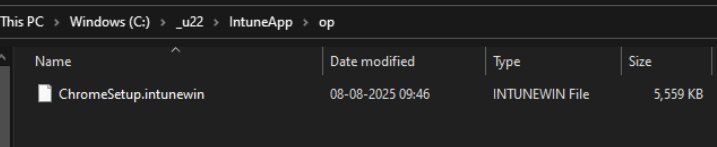 This PC > Windows (C:) > _u22 > IntuneApp > op
Name Date modified Type Size
ChromeSetup.intunewin 08-08-2025 09:46 INTUNEWIN File 5,559 KB